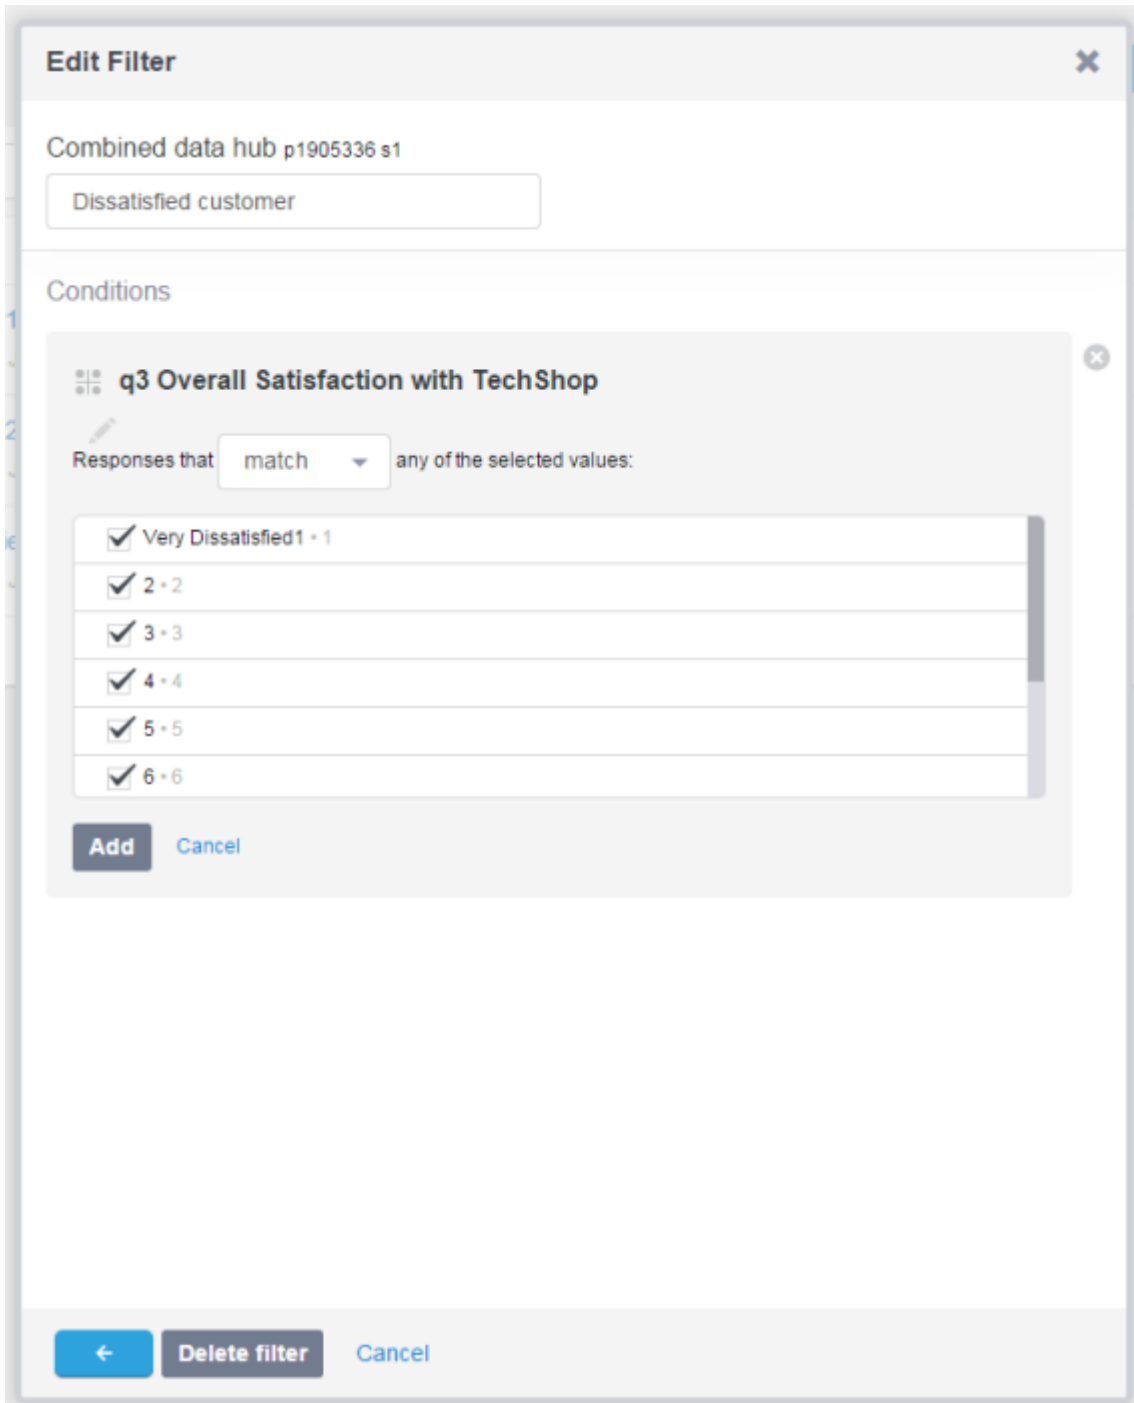 Edit Filter
Combined data hub p1905336 s1
Dissatisfied customer
Conditions
q3 Overall Satisfaction with TechShop
Responses that match any of the selected values:
Very Dissatisfied1 • 1
2 • 2
3 • 3
4 • 4
5 • 5
6 • 6
Add Cancel
Delete filter Cancel